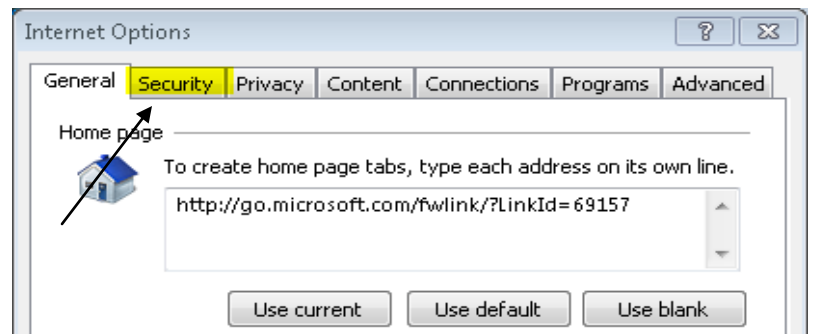 Internet Options
General Security Privacy Content Connections Programs Advanced
Home page
To create home page tabs, type each address on its own line.
http://go.microsoft.com/fwlink/?LinkId=69157
Use current Use default Use blank